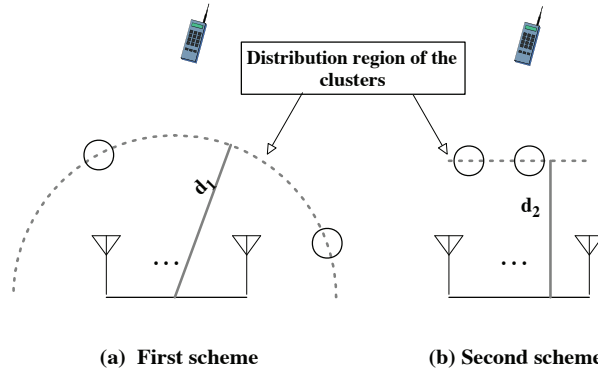 Distribution region of the
clusters
d1
d2
... ...
(a) First scheme
(b) Second scheme